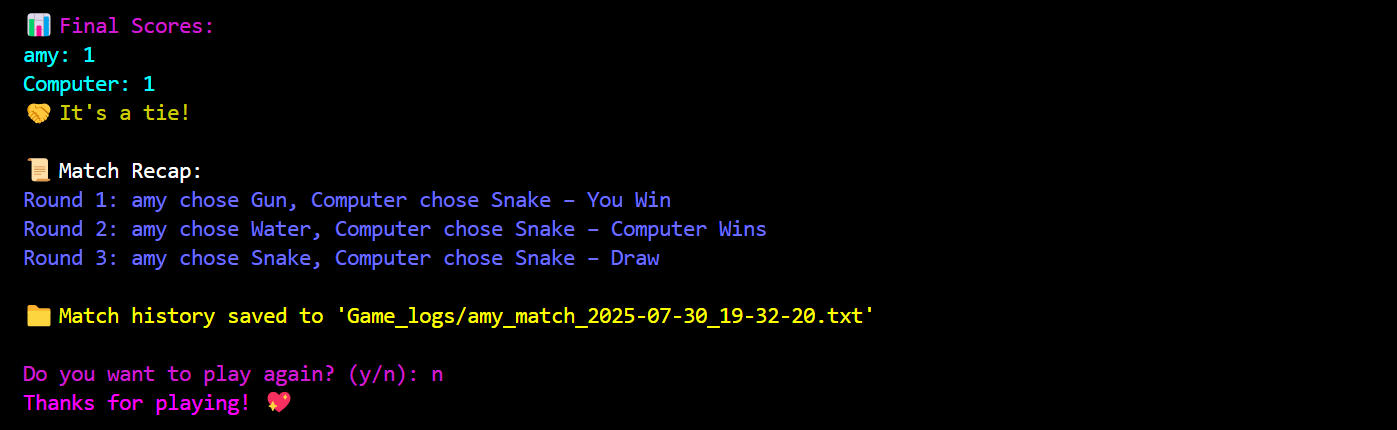 📊 Final Scores:
amy: 1
Computer: 1
🤝 It's a tie!
📜 Match Recap:
Round 1: amy chose Gun, Computer chose Snake – You Win
Round 2: amy chose Water, Computer chose Snake – Computer Wins
Round 3: amy chose Snake, Computer chose Snake – Draw
📁 Match history saved to 'Game_logs/amy_match_2025-07-30_19-32-20.txt'
Do you want to play again? (y/n): n
Thanks for playing! 💖